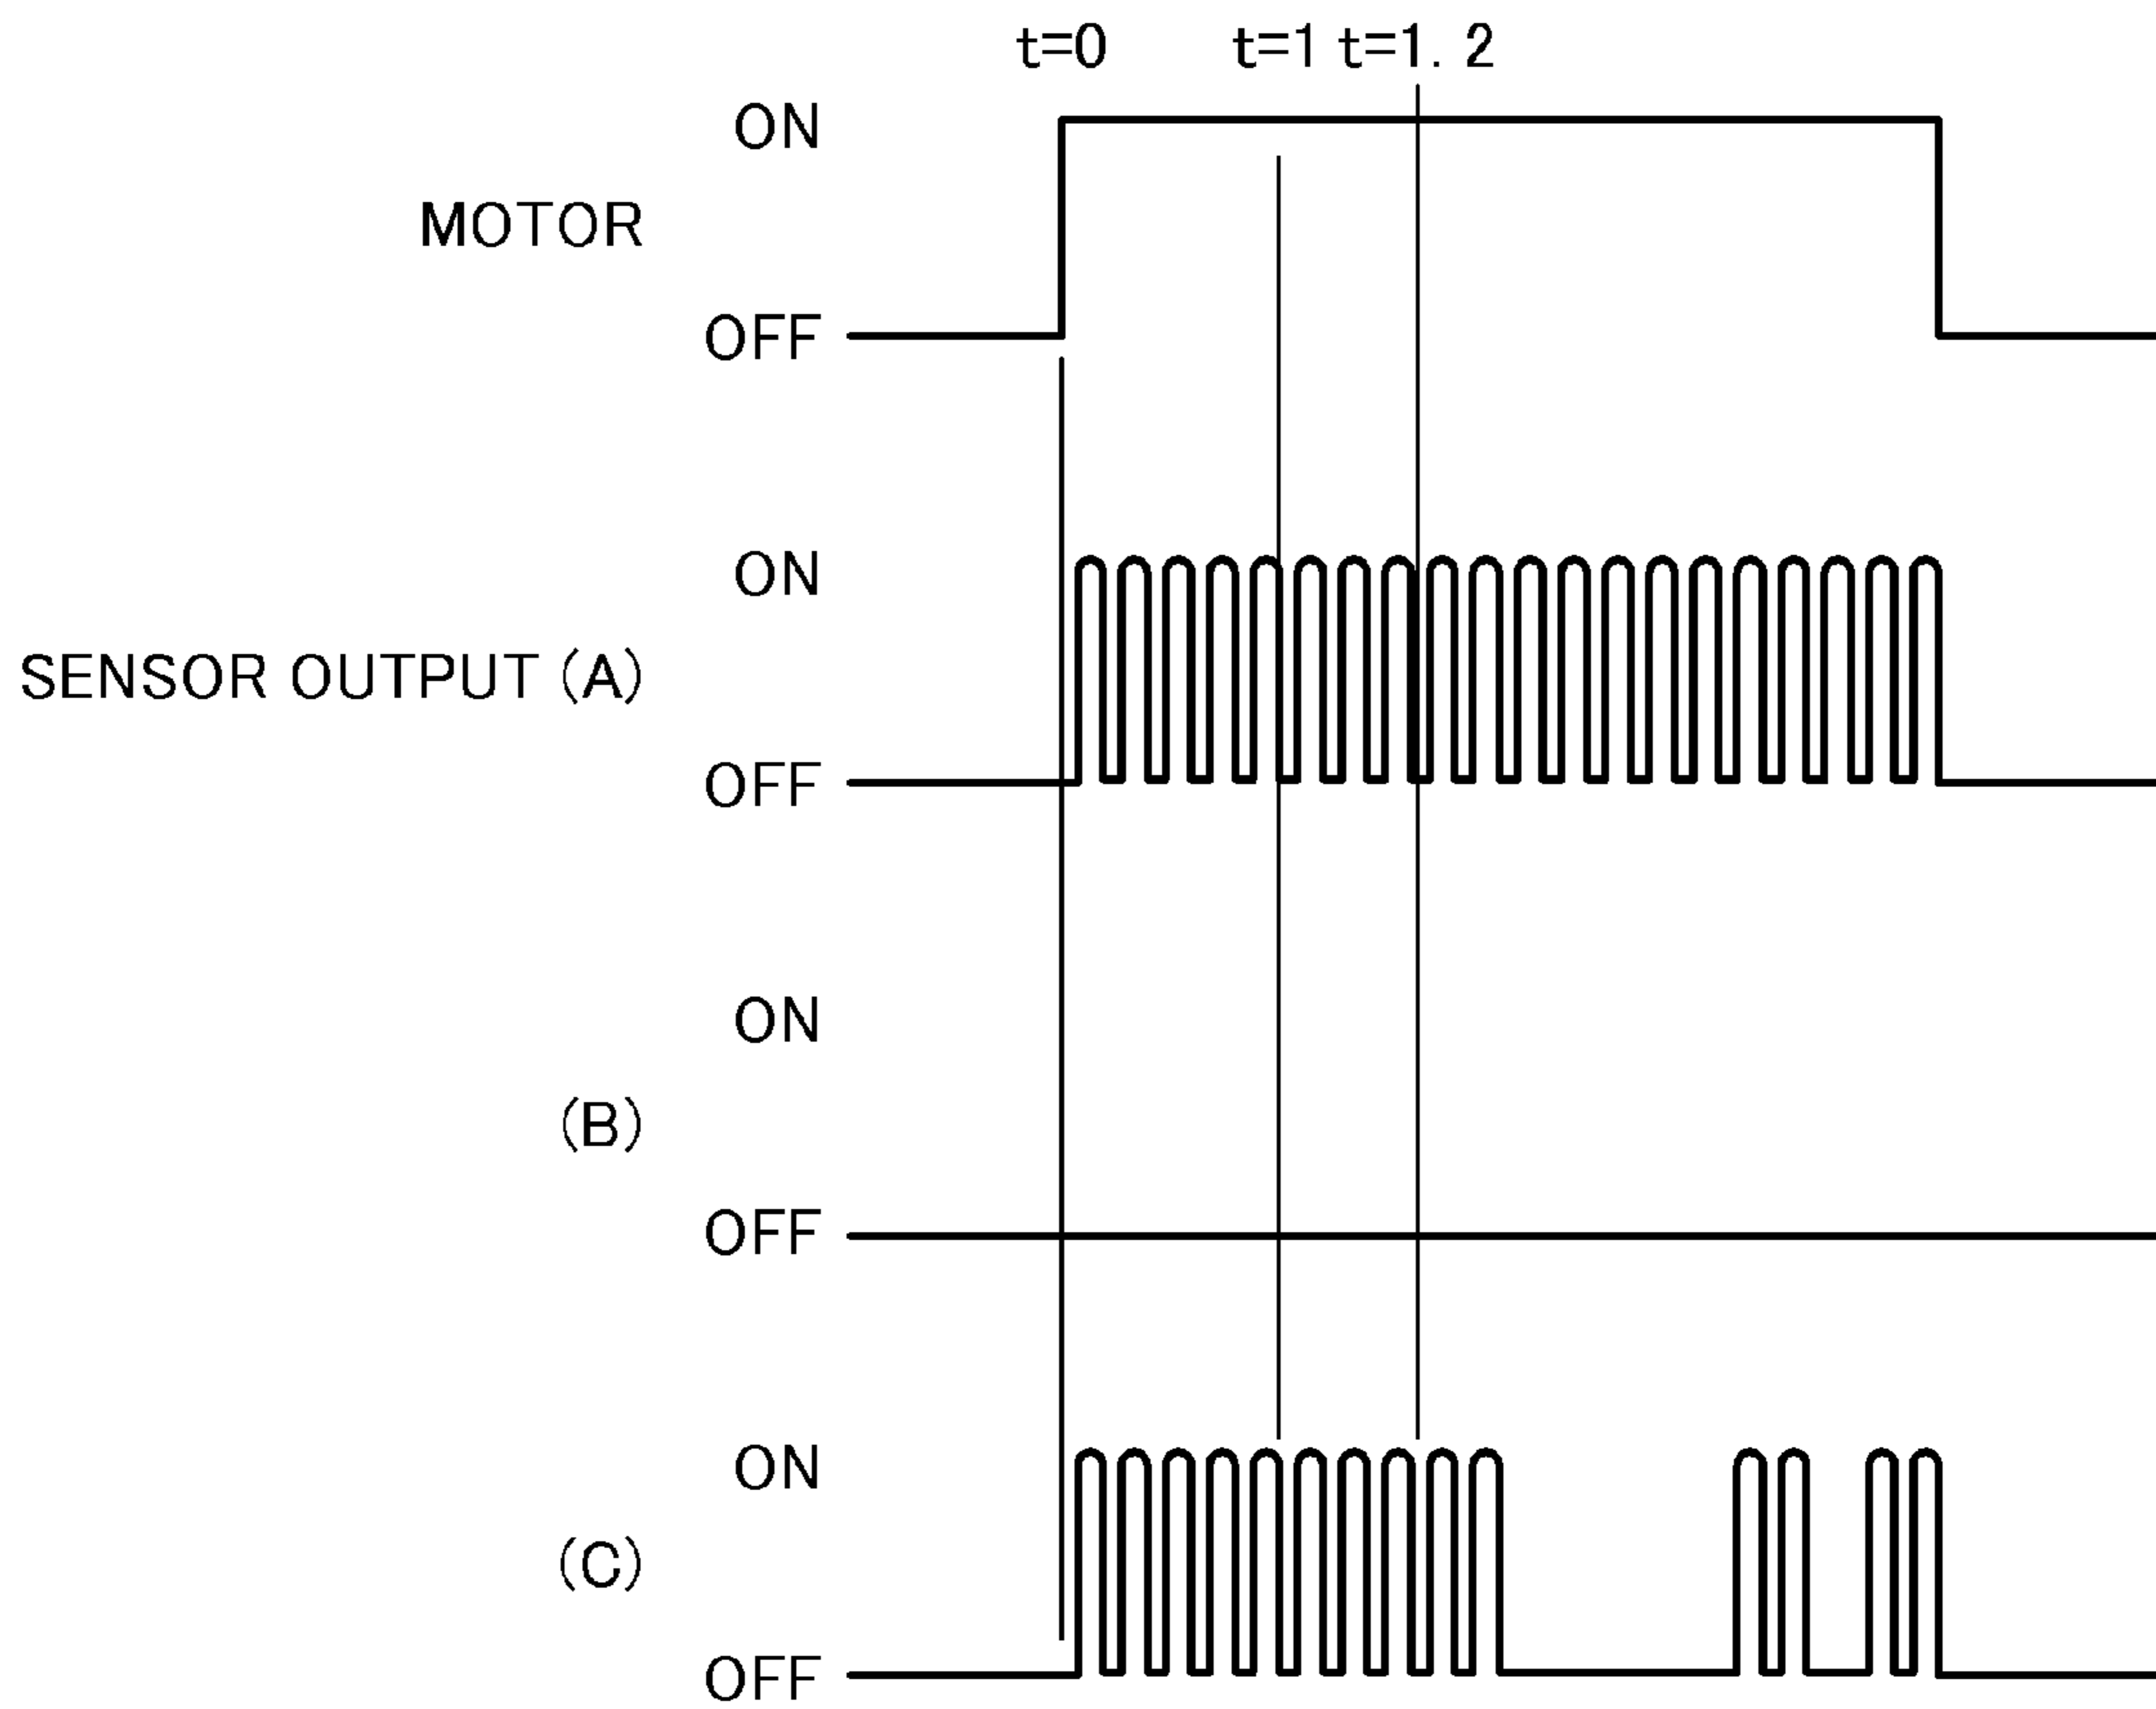 t=0 t=1 t=1. 2
ON
MOTOR
OFF
ON
SENSOR OUTPUT (A)
OFF
ON
(B)
OFF
ON
(C)
OFF